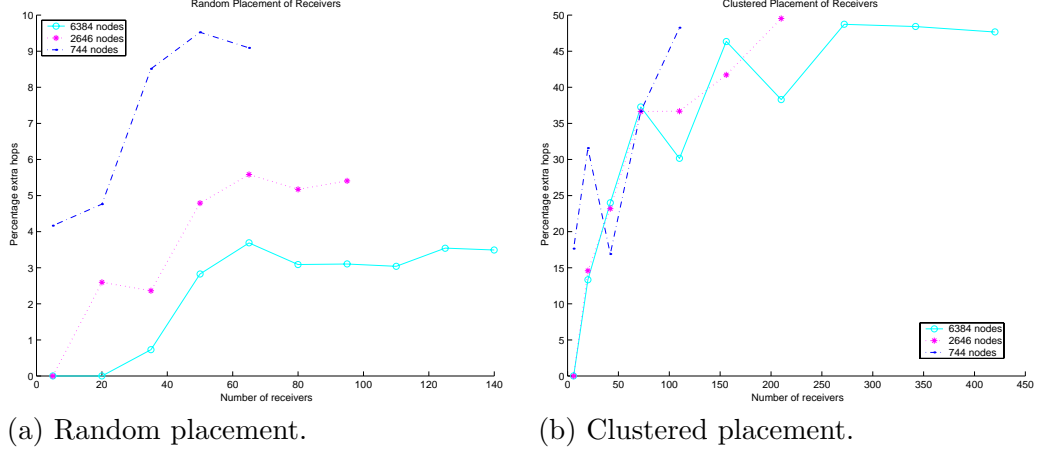 Random Placement of Receivers
10
9
8
7
6
5
4
3
2
1
0
Percentage extra hops
6384 nodes
2646 nodes
744 nodes
0 20 40 60 80 100 120 140
Number of receivers
(a) Random placement.
Clustered Placement of Receivers
50
45
40
35
30
25
20
15
10
5
0
Percentage extra hops
6384 nodes
2646 nodes
744 nodes
0 50 100 150 200 250 300 350 400 450
Number of receivers
(b) Clustered placement.